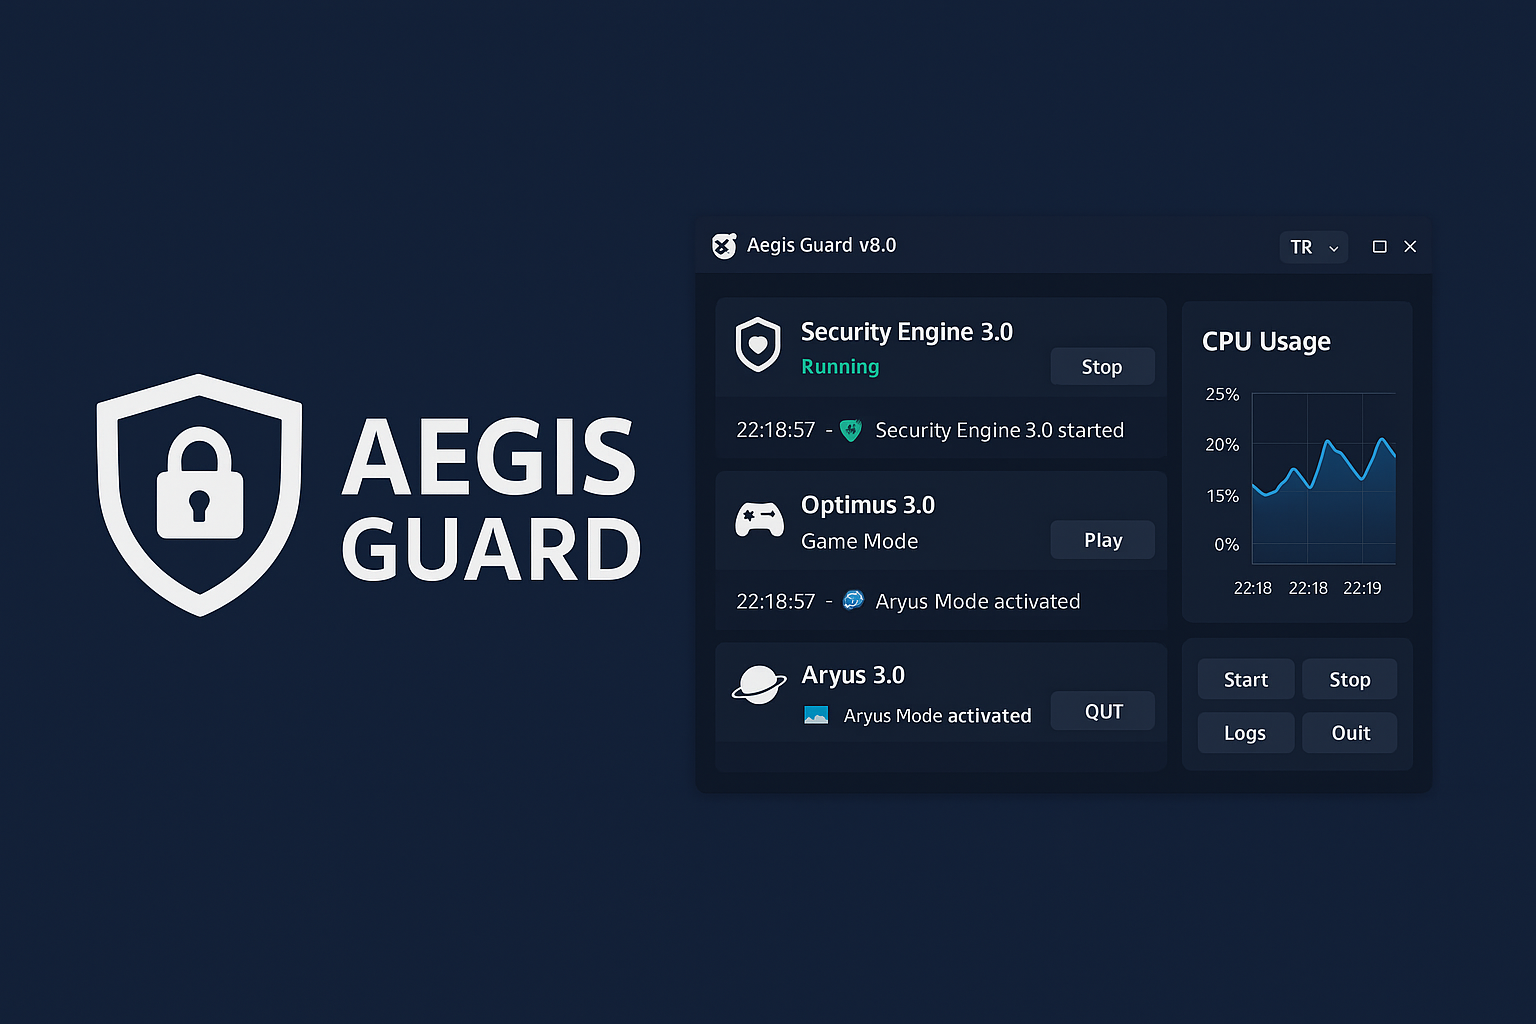 AEGIS
GUARD
Aegis Guard v8.0
TR
Security Engine 3.0
Running
Stop
22:18:57 - Security Engine 3.0 started
Optimus 3.0
Game Mode
Play
22:18:57 - Aryus Mode activated
Aryus 3.0
Aryus Mode activated
QUT
CPU Usage
25%
20%
15%
0%
22:18 22:18 22:19
Start Stop
Logs Ouit